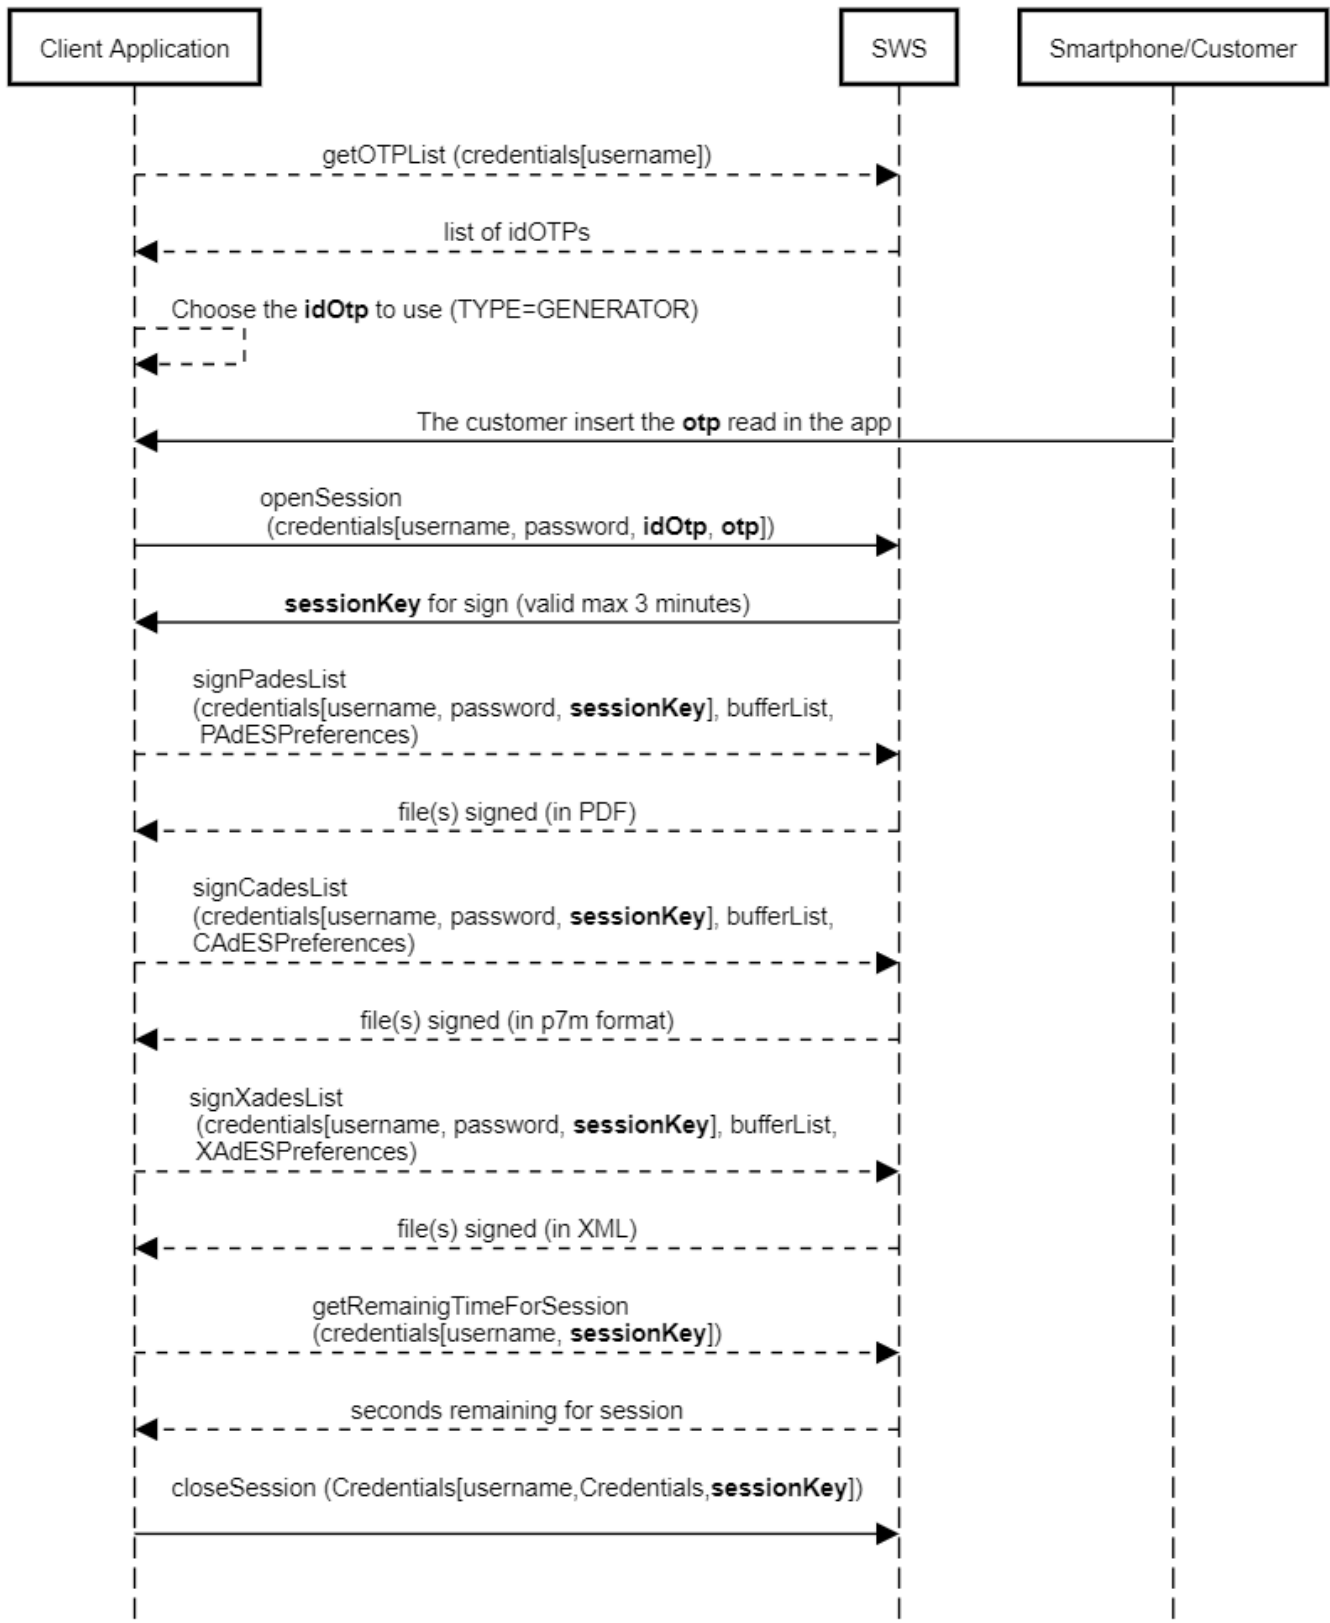 Client Application
SWS
Smartphone/Customer
getOTPList (credentials[username])
list of idOTPs
Choose the idOtp to use (TYPE=GENERATOR)
The customer insert the otp read in the app
openSession
(credentials[username, password, idOtp, otp])
sessionKey for sign (valid max 3 minutes)
signPadesList
(credentials[username, password, sessionKey], bufferList,
PAdESPreferences)
file(s) signed (in PDF)
signCadesList
(credentials[username, password, sessionKey], bufferList,
CAdESPreferences)
file(s) signed (in p7m format)
signXadesList
(credentials[username, password, sessionKey], bufferList,
XAdESPreferences)
file(s) signed (in XML)
getRemainigTimeForSession
(credentials[username, sessionKey])
seconds remaining for session
closeSession (Credentials[username,Credentials,sessionKey])